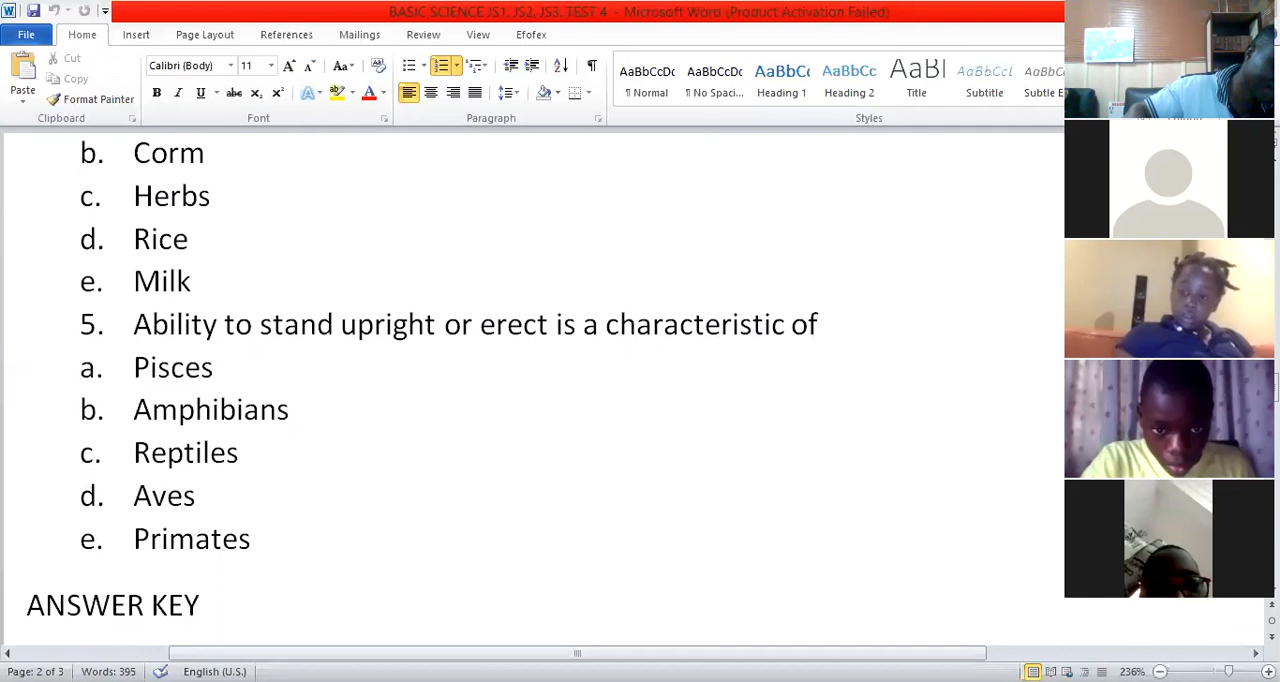 BASIC SCIENCE JS1, JS2, JS3. TEST 4 - Microsoft Word (Product Activation Failed)
File Home Insert Page Layout References Mailings Review View Efofex
Cut
Copy
Format Painter
Paste
Clipboard
Calibri (Body) 11
Font
Paragraph
AaBbCcDc AaBbCcDc AaBbCc AaBbCc AaBl AaBbCcL AaBbCc
¶ Normal ¶ No Spaci... Heading 1 Heading 2 Title Subtitle Subtle E
Styles
b. Corm
c. Herbs
d. Rice
e. Milk
5. Ability to stand upright or erect is a characteristic of
a. Pisces
b. Amphibians
c. Reptiles
d. Aves
e. Primates
ANSWER KEY
Page: 2 of 3 Words: 395 English (U.S.) 236%